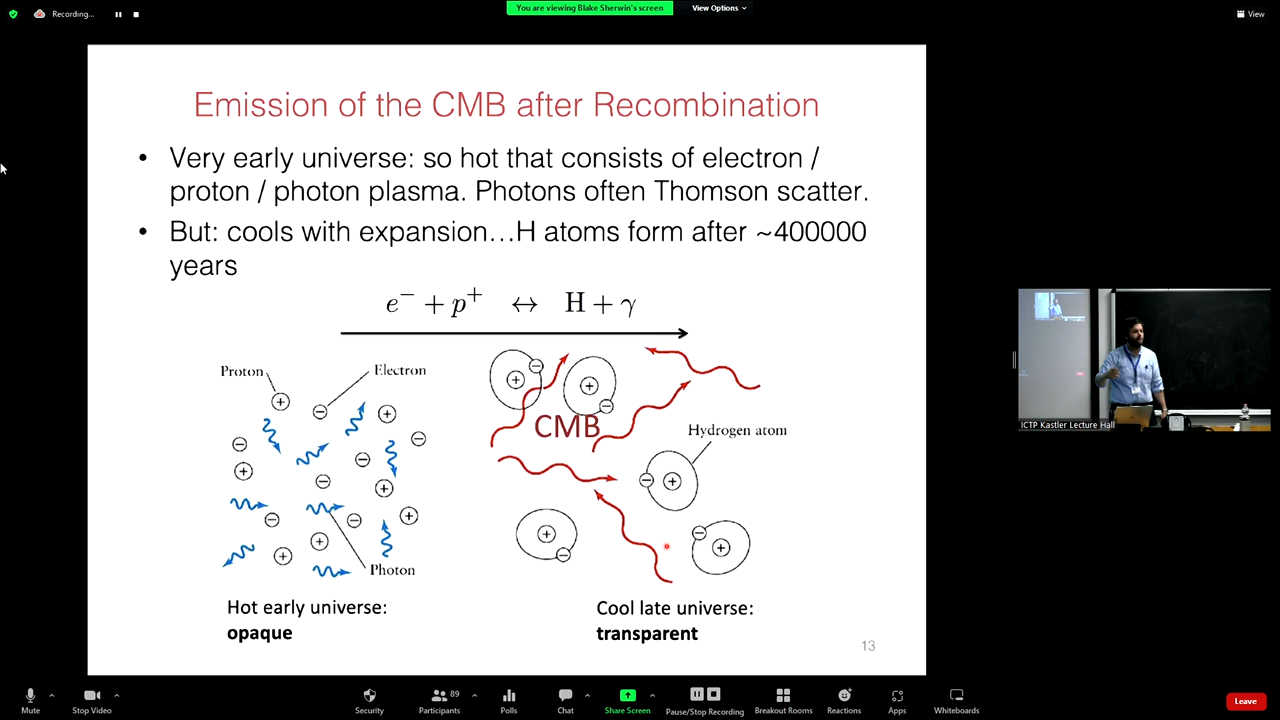 Recording...
You are viewing Blake Sherwin's screen
View Options
View
Emission of the CMB after Recombination
• Very early universe: so hot that consists of electron /
proton / photon plasma. Photons often Thomson scatter.
• But: cools with expansion…H atoms form after ~400000
years
e⁻ + p⁺ ↔ H + γ
Proton
Electron
CMB
Hydrogen atom
Photon
Hot early universe:
opaque
Cool late universe:
transparent
13
ICTP Kastler Lecture Hall
Mute
Stop Video
Security
Participants
89
Polls
Chat
Share Screen
Pause/Stop Recording
Breakout Rooms
Reactions
Apps
Whiteboards
Leave